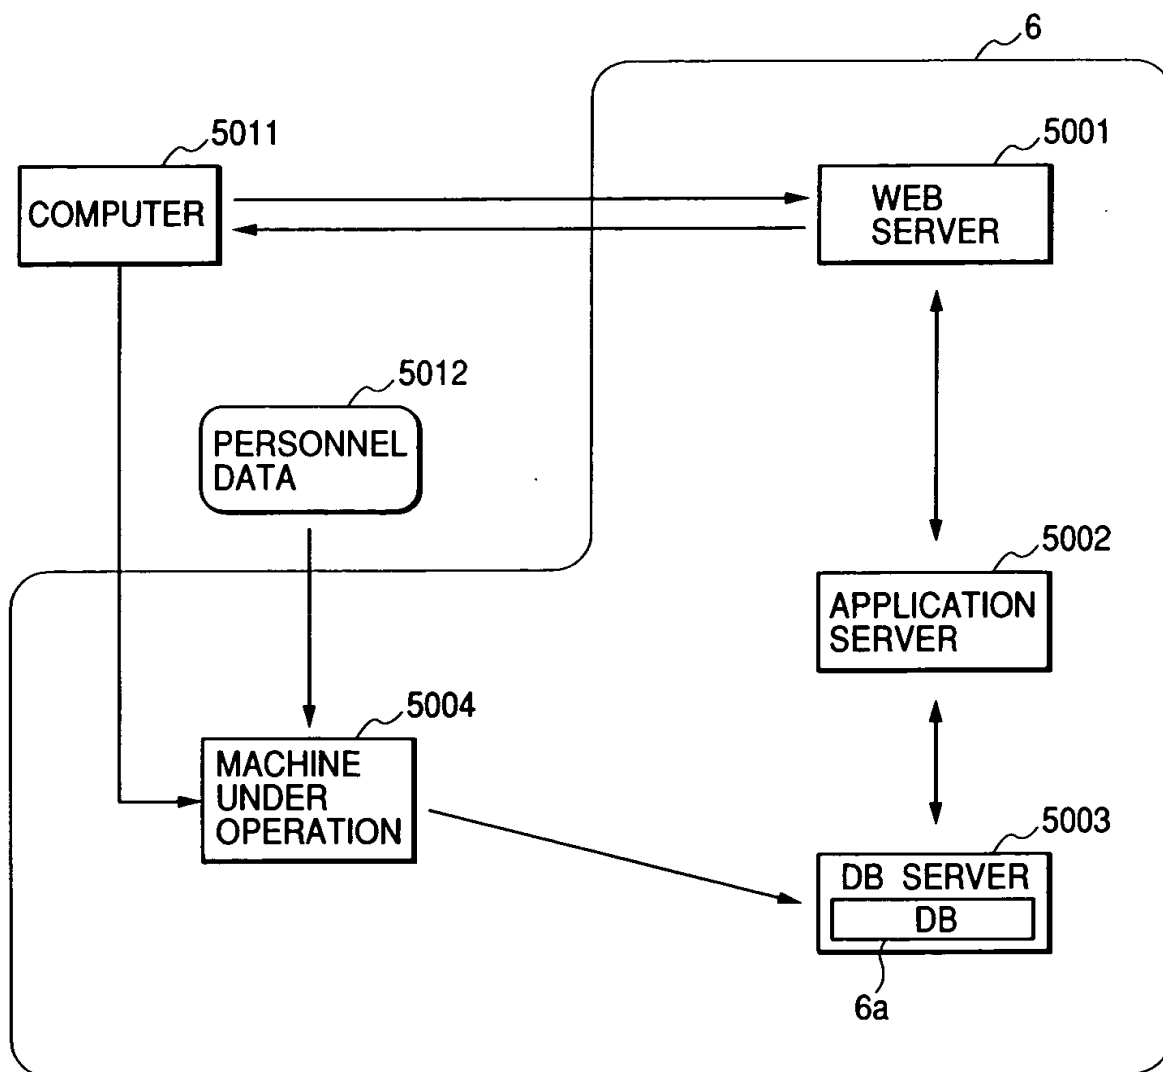 6
5011
5001
COMPUTER
WEB
SERVER
5012
PERSONNEL
DATA
5002
APPLICATION
SERVER
5004
MACHINE
UNDER
OPERATION
5003
DB SERVER
DB
6a